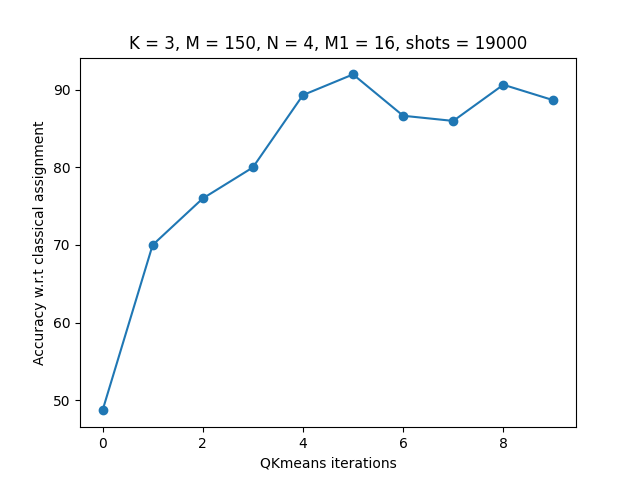 K = 3, M = 150, N = 4, M1 = 16, shots = 19000
90
80
70
60
50
Accuracy w.r.t classical assignment
0 2 4 6 8
QKmeans iterations